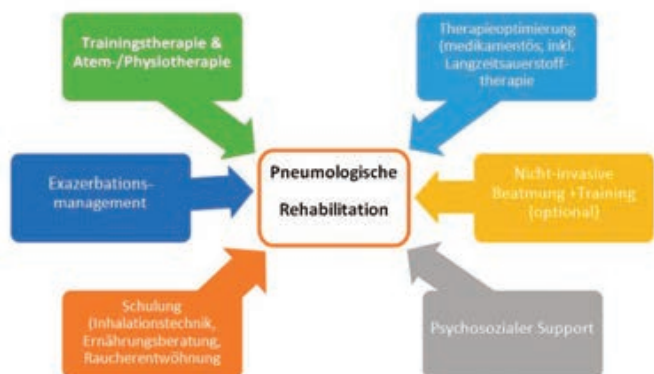 Trainingstherapie &
Atem-/Physiotherapie
Therapieoptimierung
(medikamentös, inkl.
Langzeitsauerstoff-
therapie
Exazerbations-
management
Pneumologische
Rehabilitation
Nicht-invasive
Beatmung +Training
(optional)
Schulung
(Inhalationstechnik,
Ernährungsberatung,
Raucherentwöhnung
Psychosozialer Support